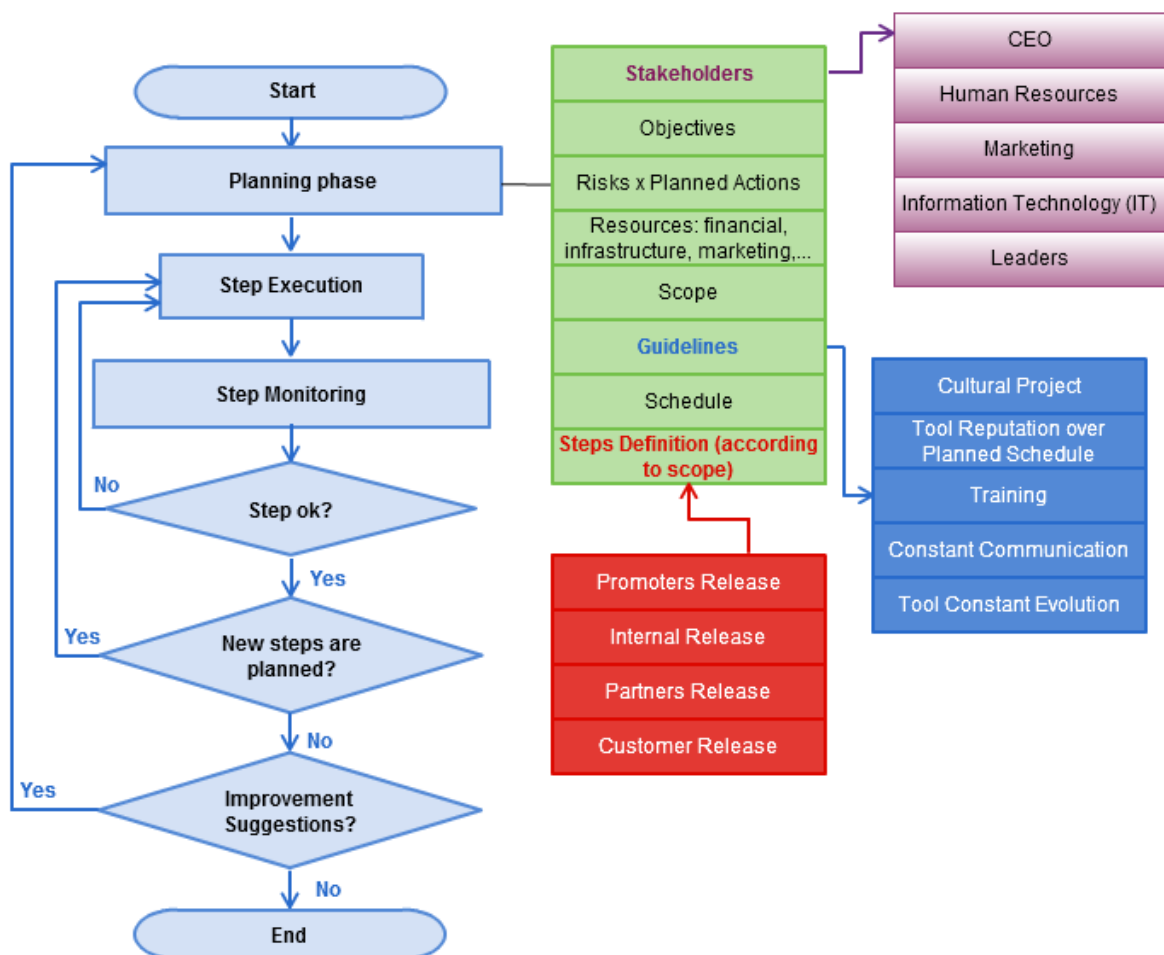 Start
Planning phase
Step Execution
Step Monitoring
Step ok?
No
Yes
New steps are
planned?
Yes
No
Improvement
Suggestions?
Yes
No
End
Stakeholders
Objectives
Risks x Planned Actions
Resources: financial,
infrastructure, marketing,...
Scope
Guidelines
Schedule
Steps Definition (according
to scope)
Promoters Release
Internal Release
Partners Release
Customer Release
CEO
Human Resources
Marketing
Information Technology (IT)
Leaders
Cultural Project
Tool Reputation over
Planned Schedule
Training
Constant Communication
Tool Constant Evolution